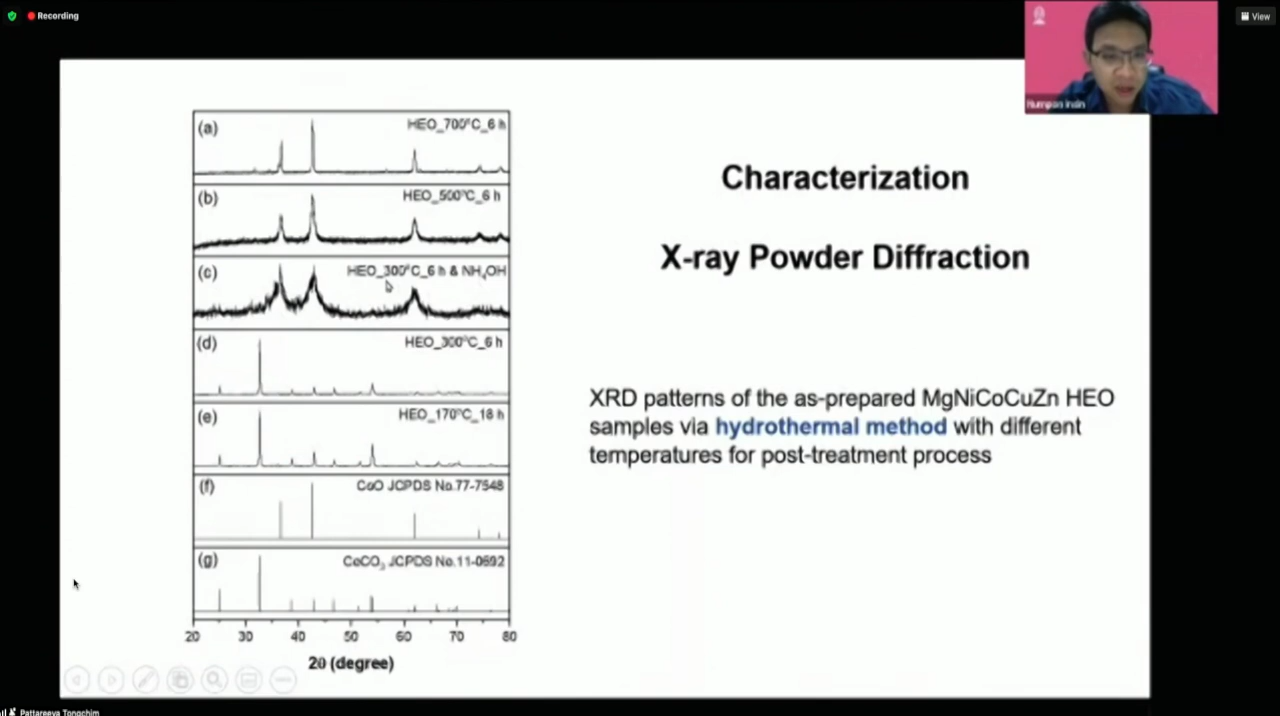 Recording
View
Numpon Insin
(a)
HEO_700°C_6 h
(b)
HEO_500°C_6 h
(c)
HEO_300°C_6 h & NH₄OH
(d)
HEO_300°C_6 h
(e)
HEO_170°C_18 h
(f)
CoO JCPDS No.77-7548
(g)
CoCO₃ JCPDS No.11-0692
20 30 40 50 60 70 80
2θ (degree)
Characterization
X-ray Powder Diffraction
XRD patterns of the as-prepared MgNiCoCuZn HEO
samples via hydrothermal method with different
temperatures for post-treatment process
Pattareeya Tongchim